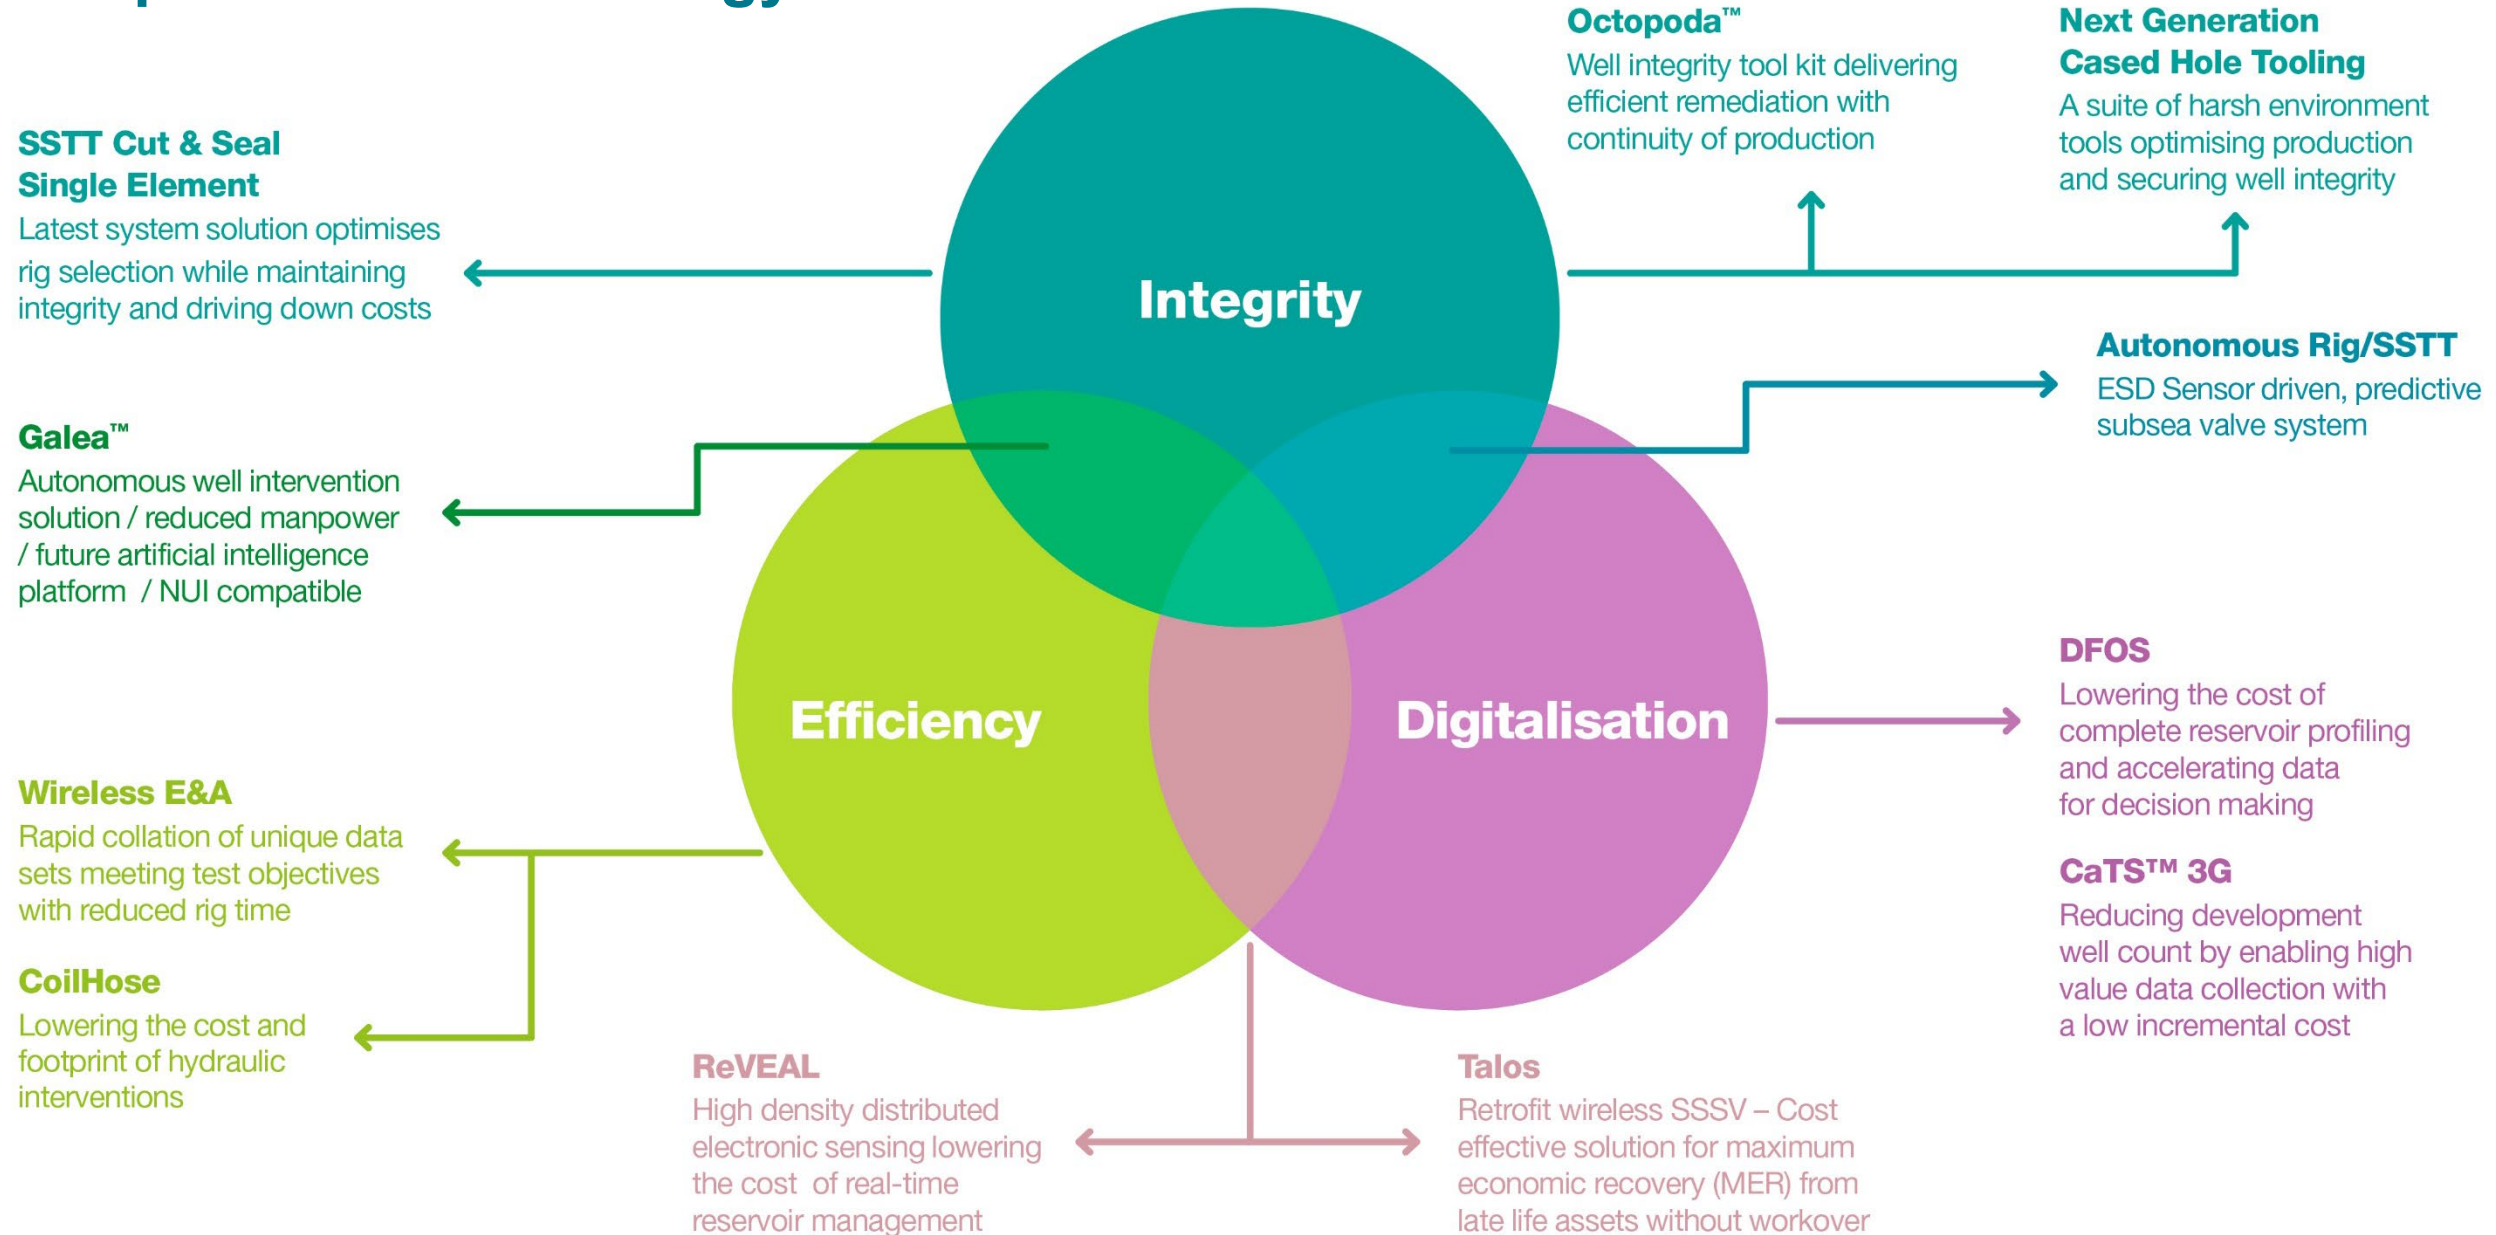 SSTT Cut & Seal
Single Element
Latest system solution optimises
rig selection while maintaining
integrity and driving down costs
Galea™
Autonomous well intervention
solution / reduced manpower
/ future artificial intelligence
platform / NUI compatible
Wireless E&A
Rapid collation of unique data
sets meeting test objectives
with reduced rig time
CoilHose
Lowering the cost and
footprint of hydraulic
interventions
Integrity
Efficiency
Digitalisation
ReVEAL
High density distributed
electronic sensing lowering
the cost of real-time
reservoir management
Talos
Retrofit wireless SSSV – Cost
effective solution for maximum
economic recovery (MER) from
late life assets without workover
Octopoda™
Well integrity tool kit delivering
efficient remediation with
continuity of production
Next Generation
Cased Hole Tooling
A suite of harsh environment
tools optimising production
and securing well integrity
Autonomous Rig/SSTT
ESD Sensor driven, predictive
subsea valve system
DFOS
Lowering the cost of
complete reservoir profiling
and accelerating data
for decision making
CaTS™ 3G
Reducing development
well count by enabling high
value data collection with
a low incremental cost